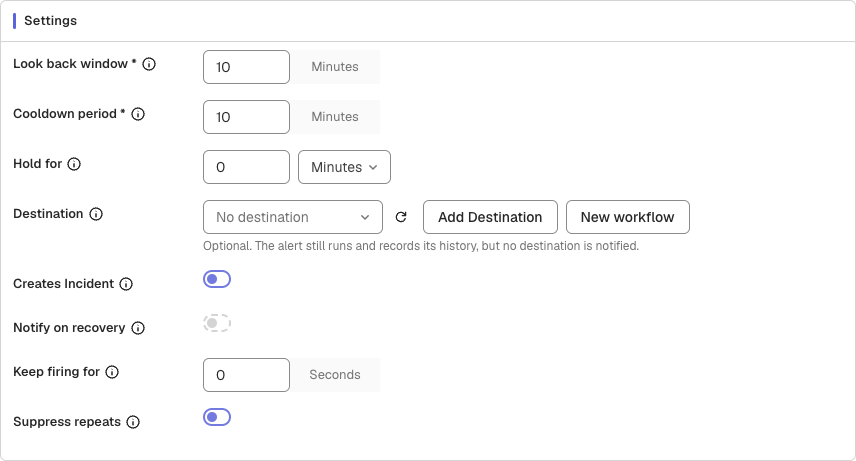 Settings
Look back window *
10 Minutes
Cooldown period *
10 Minutes
Hold for
0 Minutes
Destination
No destination Add Destination New workflow
Optional. The alert still runs and records its history, but no destination is notified.
Creates Incident
Notify on recovery
Keep firing for
0 Seconds
Suppress repeats